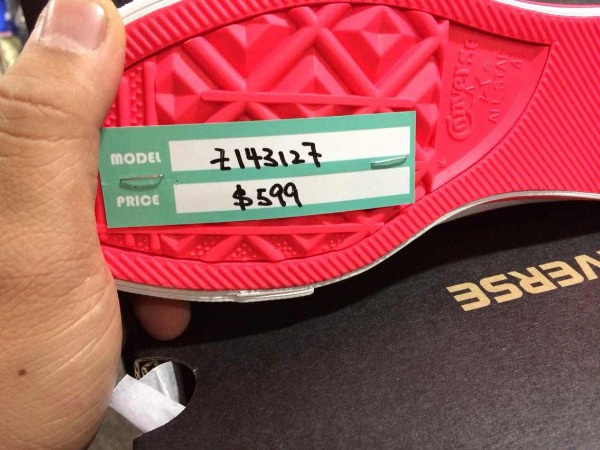 CONVERSE
ALL STAR
MODEL Z143127
PRICE $599
VERSE